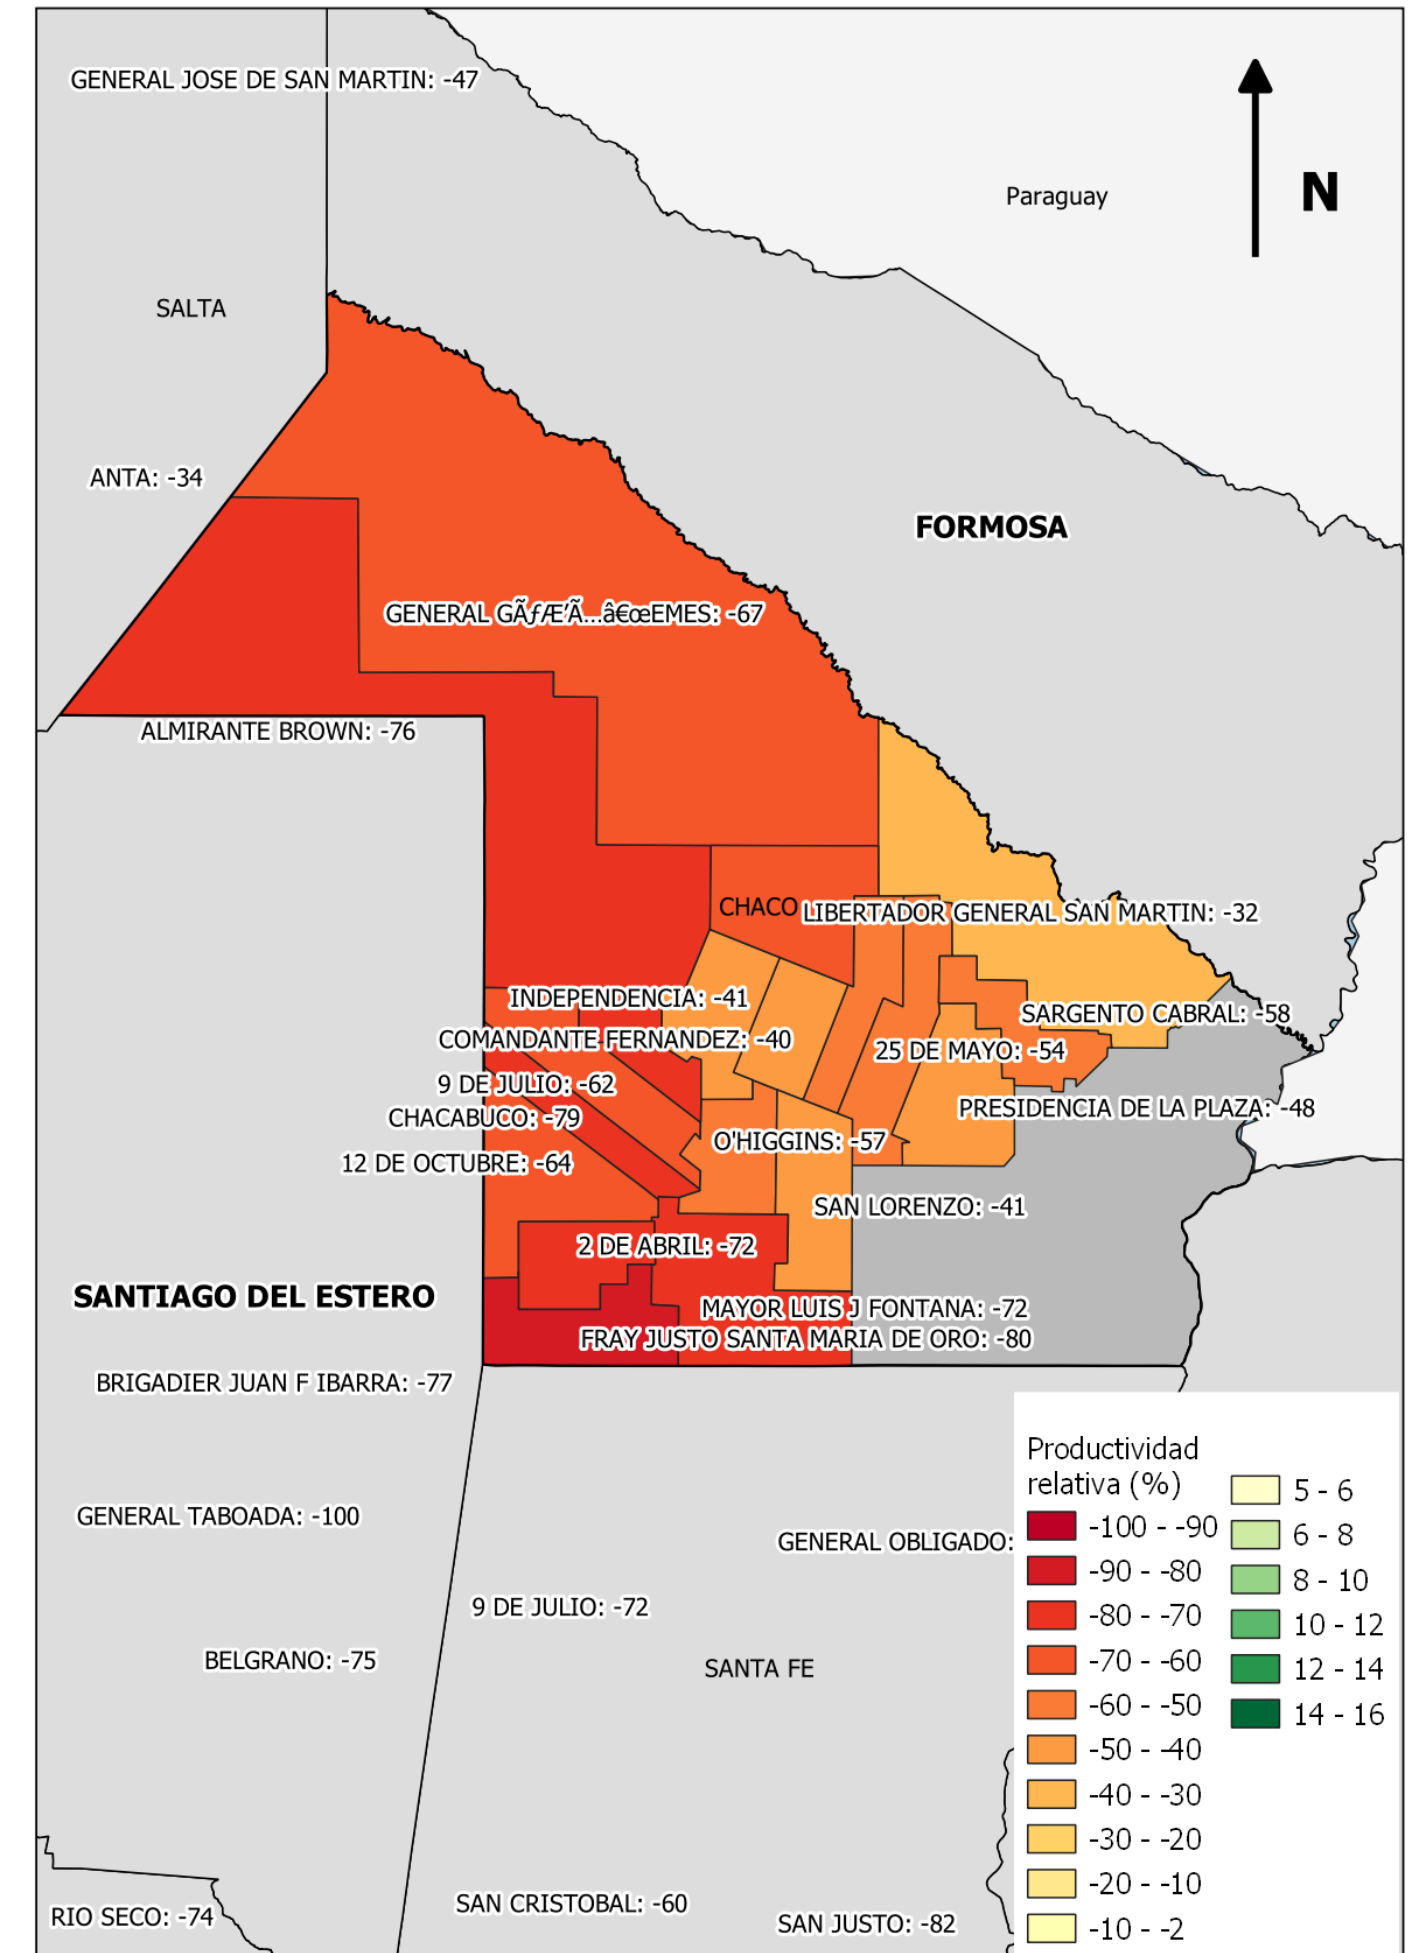 GENERAL JOSE DE SAN MARTIN: -47
Paraguay
N
SALTA
ANTA: -34
FORMOSA
GENERAL GÃƒÆ’Ã…â€œEMES: -67
ALMIRANTE BROWN: -76
CHACO
LIBERTADOR GENERAL SAN MARTIN: -32
INDEPENDENCIA: -41
SARGENTO CABRAL: -58
COMANDANTE FERNANDEZ: -40
25 DE MAYO: -54
9 DE JULIO: -62
PRESIDENCIA DE LA PLAZA: -48
CHACABUCO: -79
O'HIGGINS: -57
12 DE OCTUBRE: -64
SAN LORENZO: -41
2 DE ABRIL: -72
SANTIAGO DEL ESTERO
MAYOR LUIS J FONTANA: -72
FRAY JUSTO SANTA MARIA DE ORO: -80
BRIGADIER JUAN F IBARRA: -77
GENERAL TABOADA: -100
GENERAL OBLIGADO:
9 DE JULIO: -72
BELGRANO: -75
SANTA FE
RIO SECO: -74
SAN CRISTOBAL: -60
SAN JUSTO: -82
Productividad
relativa (%)
-100 - -90
-90 - -80
-80 - -70
-70 - -60
-60 - -50
-50 - -40
-40 - -30
-30 - -20
-20 - -10
-10 - -2
5 - 6
6 - 8
8 - 10
10 - 12
12 - 14
14 - 16